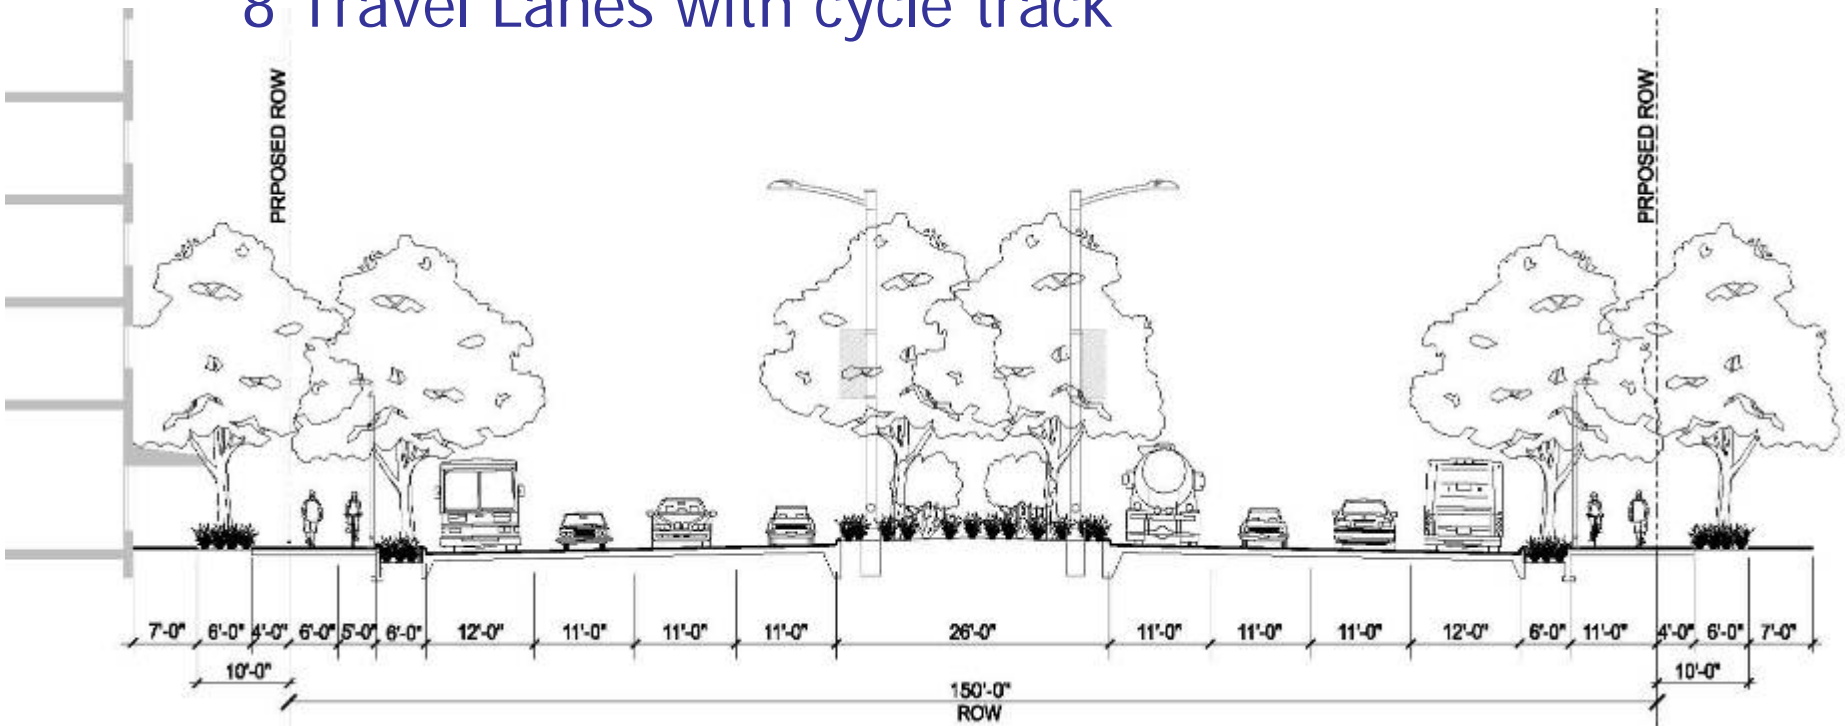 8 Travel Lanes with cycle track
PRPOSED ROW
PRPOSED ROW
7'-0" 6'-0" 4'-0" 6'-0" 5'-0" 6'-0" 12'-0" 11'-0" 11'-0" 11'-0" 26'-0" 11'-0" 11'-0" 11'-0" 12'-0" 6'-0" 11'-0" 4'-0" 6'-0" 7'-0"
10'-0" 10'-0"
150'-0"
ROW